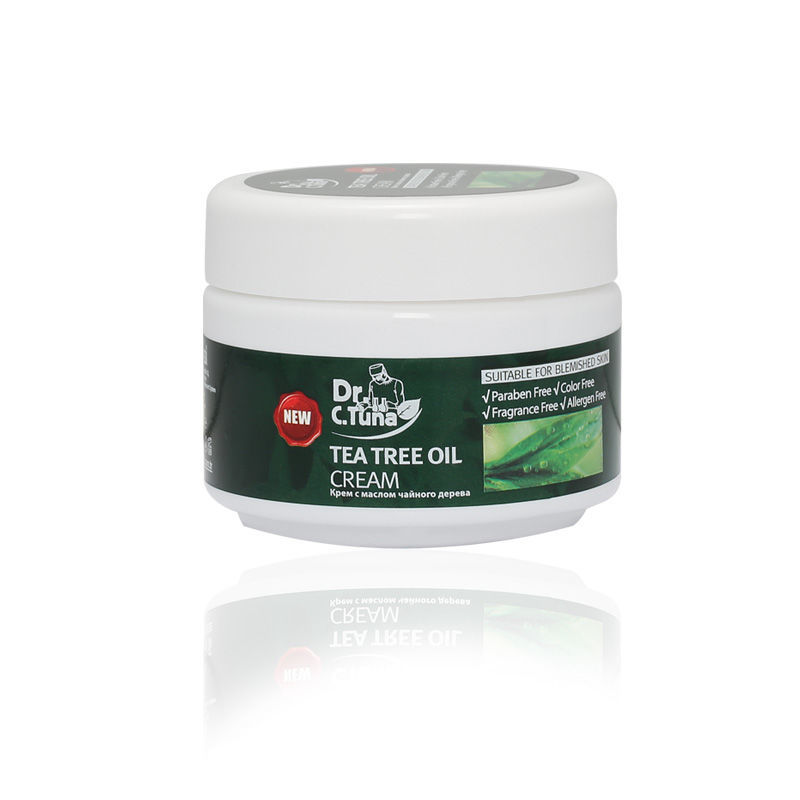 NEW
Dr.
C.Tuna
TEA TREE OIL
CREAM
Крем с маслом чайного дерева
SUITABLE FOR BLEMISHED SKIN
√ Paraben Free √ Color Free
√ Fragrance Free √ Allergen Free